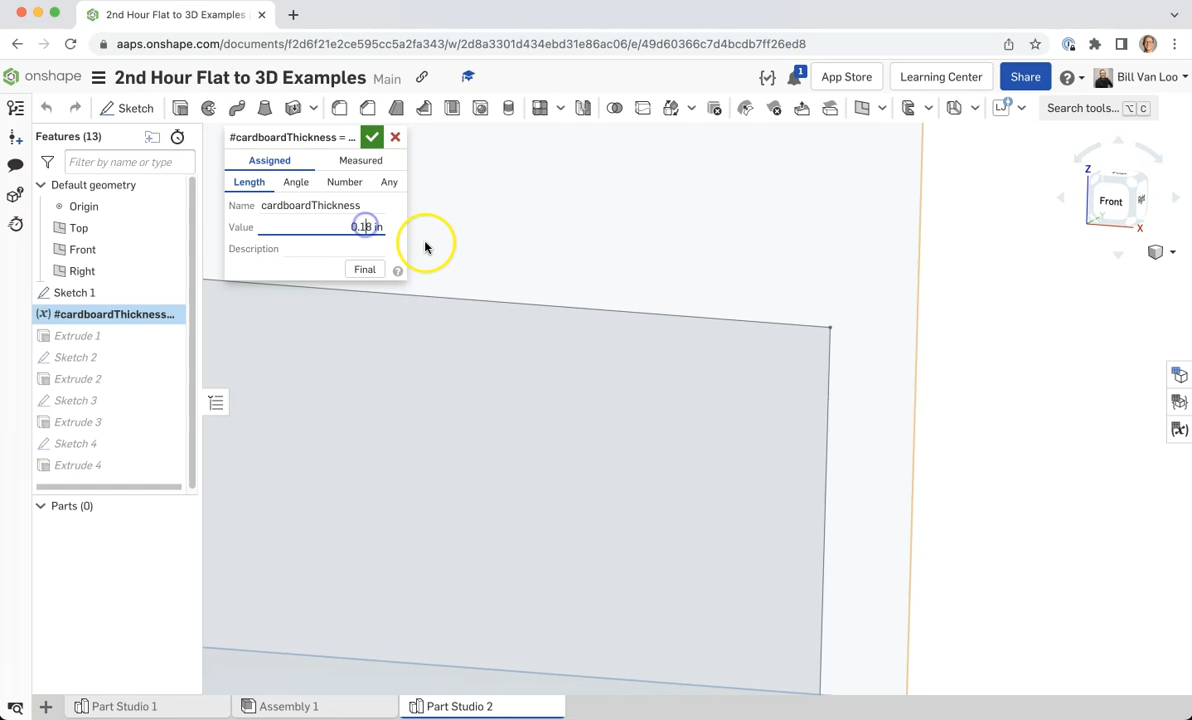 2nd Hour Flat to 3D Examples
aaps.onshape.com/documents/f2d6f21e2ce595cc5a2fa343/w/2d8a3301d434ebd31e86ac06/e/49d60366c7d4bcdb7ff26ed8
onshape
2nd Hour Flat to 3D Examples Main
1
App Store
Learning Center
Share
Bill Van Loo
Sketch
Search tools...
⌥ C
Features (13)
Filter by name or type
Default geometry
Origin
Top
Front
Right
Sketch 1
(x) #cardboardThickness...
Extrude 1
Sketch 2
Extrude 2
Sketch 3
Extrude 3
Sketch 4
Extrude 4
Parts (0)
#cardboardThickness = ...
Assigned Measured
Length Angle Number Any
Name cardboardThickness
Value 0.18 in
Description
Final
Z
Front
X
Part Studio 1
Assembly 1
Part Studio 2